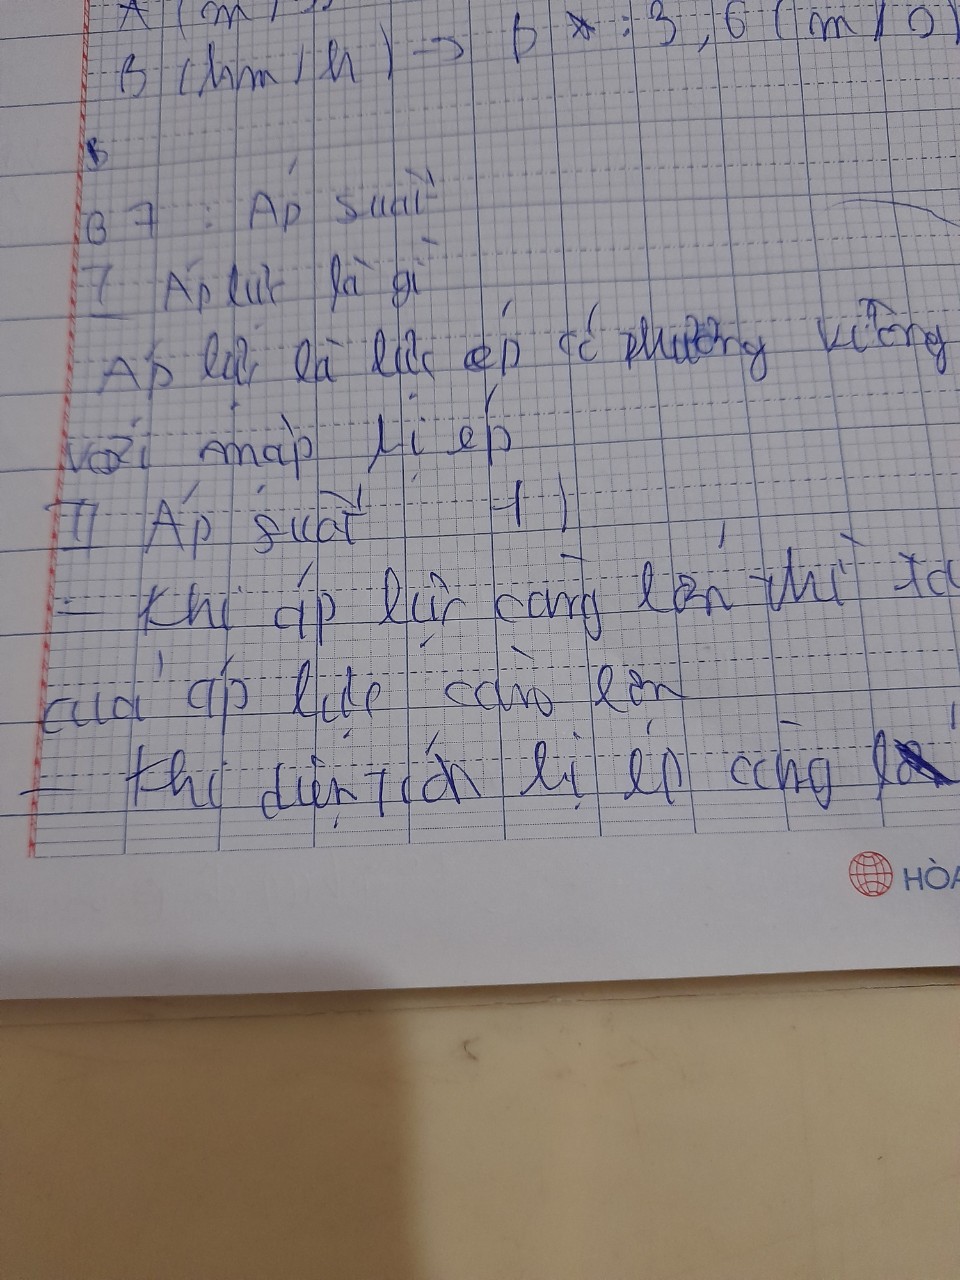 A (m/
B (km/h) → B : 3,6 (m/s)
B
B 7 : Áp suất
I Áp lực là gì
Áp lực là lực ép có phương vuông
với mặt bị ép
II Áp suất 1)
- Khi áp lực càng lớn thì tá
của áp lực càng lớn
- Khi diện tích bị ép càng
HÒA